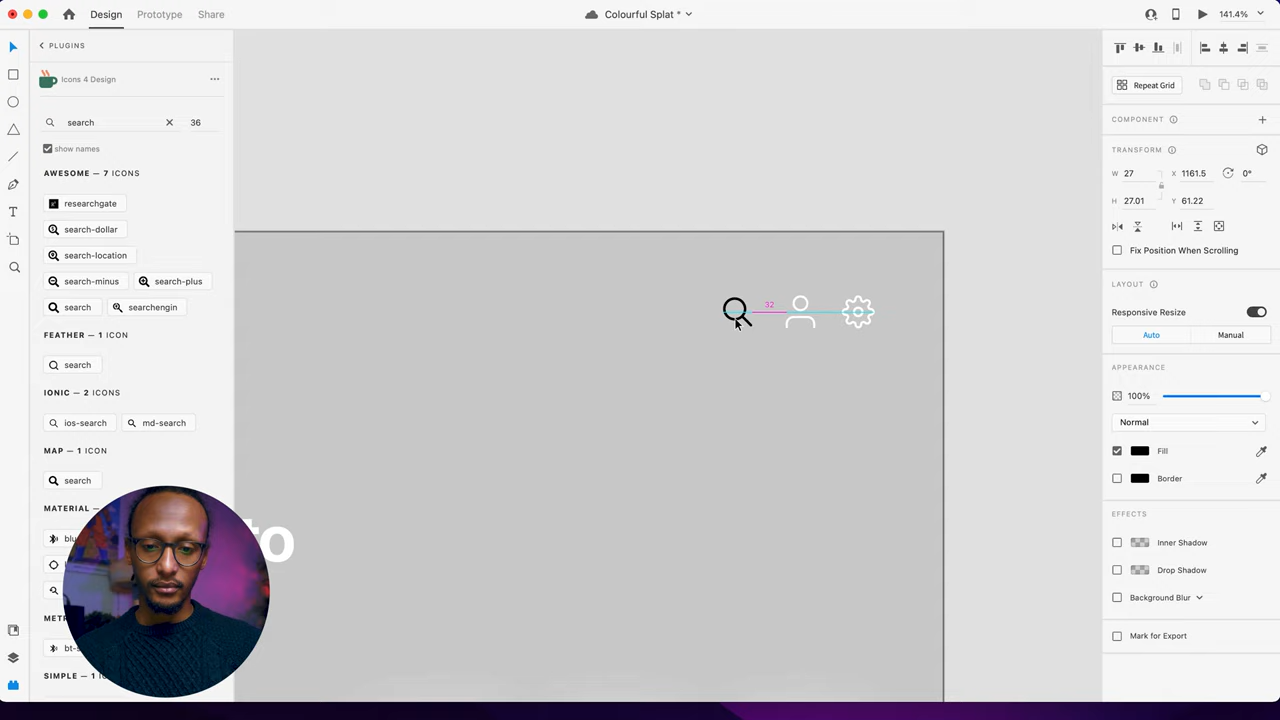 Design Prototype Share
Colourful Splat *
141.4%
PLUGINS
Icons 4 Design
search
36
show names
AWESOME — 7 ICONS
researchgate
search-dollar
search-location
search-minus search-plus
search searchengin
FEATHER — 1 ICON
search
IONIC — 2 ICONS
ios-search md-search
MAP — 1 ICON
search
MATERIAL —
SIMPLE — 1
32
to
Repeat Grid
COMPONENT
TRANSFORM
W 27 X 1161.5 0°
H 27.01 Y 61.22
Fix Position When Scrolling
LAYOUT
Responsive Resize
Auto Manual
APPEARANCE
100%
Normal
Fill
Border
EFFECTS
Inner Shadow
Drop Shadow
Background Blur
Mark for Export